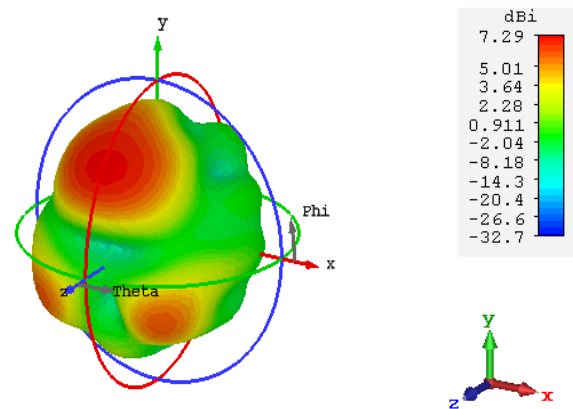 y
Phi
x
z
Theta
dBi
7.29
5.01
3.64
2.28
0.911
-2.04
-8.18
-14.3
-20.4
-26.6
-32.7
y
z
x